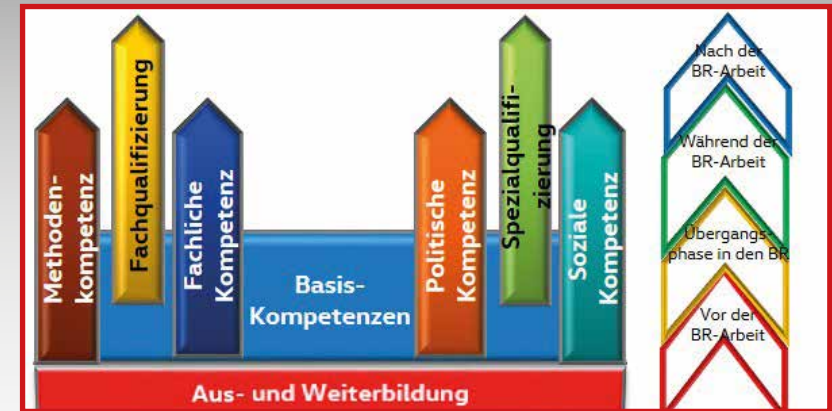 Methoden-
kompetenz
Fachqualifizierung
Fachliche
Kompetenz
Basis-
Kompetenzen
Politische
Kompetenz
Spezialqualifi-
zierung
Soziale
Kompetenz
Aus- und Weiterbildung
Nach der
BR-Arbeit
Während der
BR-Arbeit
Übergangs-
phase in den BR
Vor der
BR-Arbeit